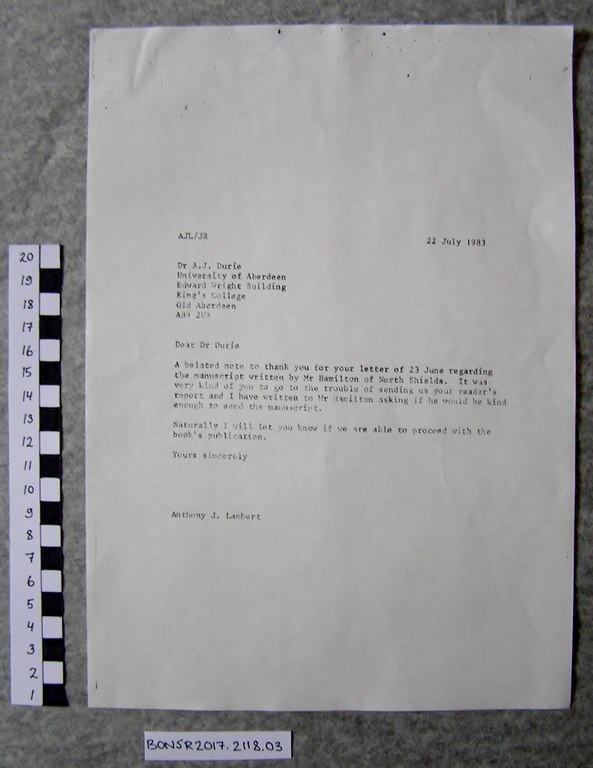 AJL/JR
22 July 1983
Dr A.J. Durie
University of Aberdeen
Edward Wright Building
King's College
Old Aberdeen
AB9 2UB
Dear Dr Durie
A belated note to thank you for your letter of 23 June regarding
the manuscript written by Mr Hamilton of North Shields. It was
very kind of you to go to the trouble of sending us your reader's
report and I have written to Mr Hamilton asking if he would be kind
enough to send the manuscript.
Naturally I will let you know if we are able to proceed with the
book's publication.
Yours sincerely
Anthony J. Lambert
20
19
18
17
16
15
14
13
12
11
10
9
8
7
6
5
4
3
2
1
BONSR2017.2118.03